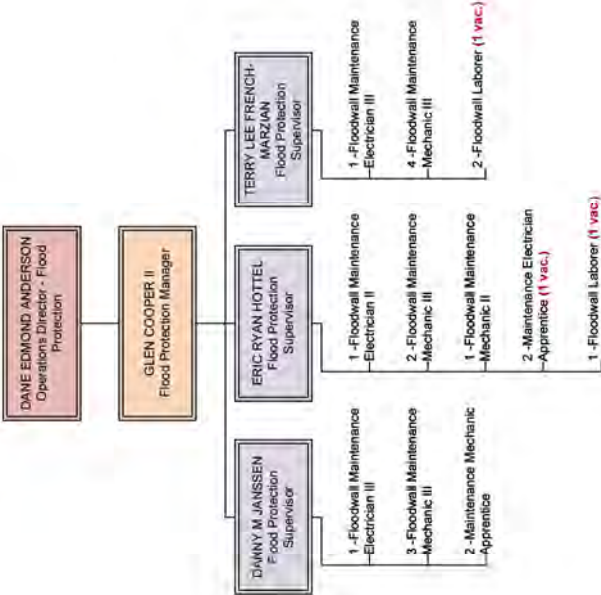 DANE EDMOND ANDERSON
Operations Director - Flood
Protection
GLEN COOPER II
Flood Protection Manager
DANNY M JANSSEN
Flood Protection
Supervisor
1 -Floodwall Maintenance
Electrician III
3 -Floodwall Maintenance
Mechanic III
2 -Maintenance Mechanic
Apprentice
ERIC RYAN HOTTEL
Flood Protection
Supervisor
1 -Floodwall Maintenance
Electrician II
2 -Floodwall Maintenance
Mechanic III
1 -Floodwall Maintenance
Mechanic II
2 -Maintenance Electrician
Apprentice (1 vac.)
1 -Floodwall Laborer (1 vac.)
TERRY LEE FRENCH-
MARZIAN
Flood Protection
Supervisor
1 -Floodwall Maintenance
Electrician III
4 -Floodwall Maintenance
Mechanic III
2 -Floodwall Laborer (1 vac.)